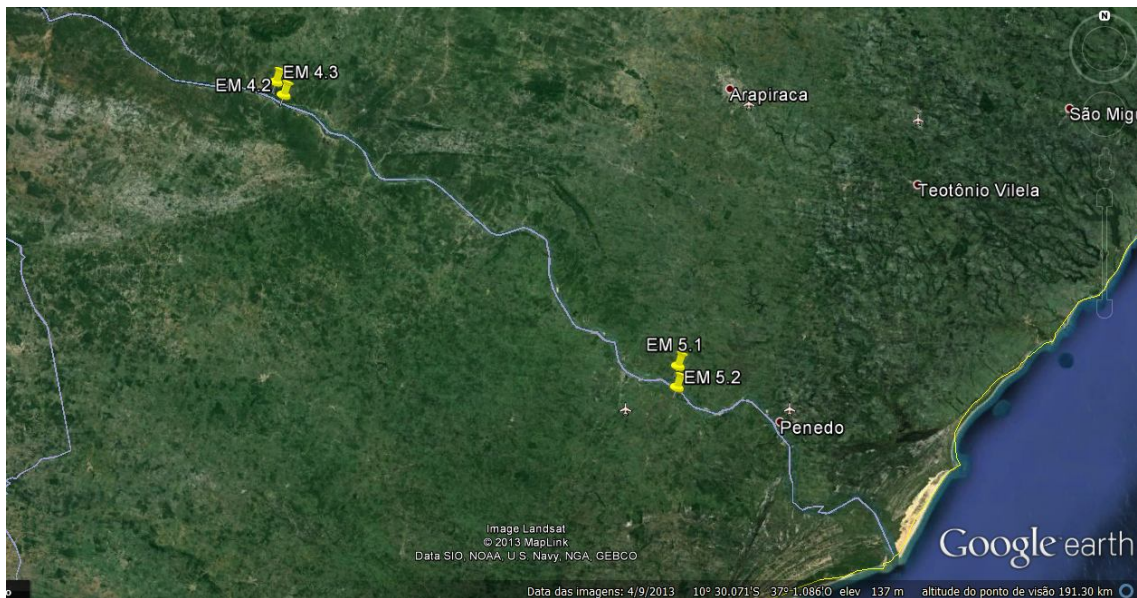 N
EM 4.3
EM 4.2
Arapiraca
São Migu
Teotônio Vilela
EM 5.1
EM 5.2
Penedo
Image Landsat
© 2013 MapLink
Data SIO, NOAA, U.S. Navy, NGA, GEBCO
Google earth
o
Data das imagens: 4/9/2013 10° 30.071'S 37° 1.086'O elev 137 m altitude do ponto de visão 191.30 km